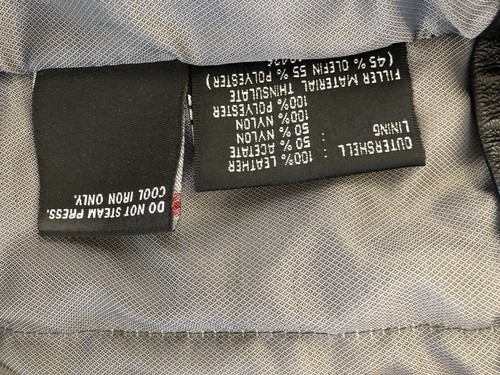 OUTERSHELL : 100% LEATHER
LINING : 50 % ACETATE
50 % NYLON
100% NYLON
100% POLYESTER
FILLER MATERIAL THINSULATE
(45 % OLEFIN 55 % POLYESTER)
DO NOT STEAM PRESS.
COOL IRON ONLY.